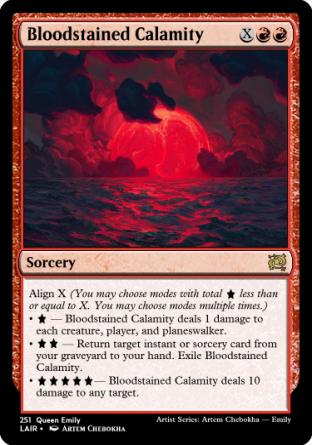 Bloodstained Calamity X
Sorcery
Align X (You may choose modes with total ★ less than
or equal to X. You may choose modes multiple times.)
• ★ — Bloodstained Calamity deals 1 damage to
each creature, player, and planeswalker.
• ★★ — Return target instant or sorcery card from
your graveyard to your hand. Exile Bloodstained
Calamity.
• ★★★★★— Bloodstained Calamity deals 10
damage to any target.
251 Queen Emily Artist Series: Artem Chebokha — Emily
LAIR • Artem Chebokha